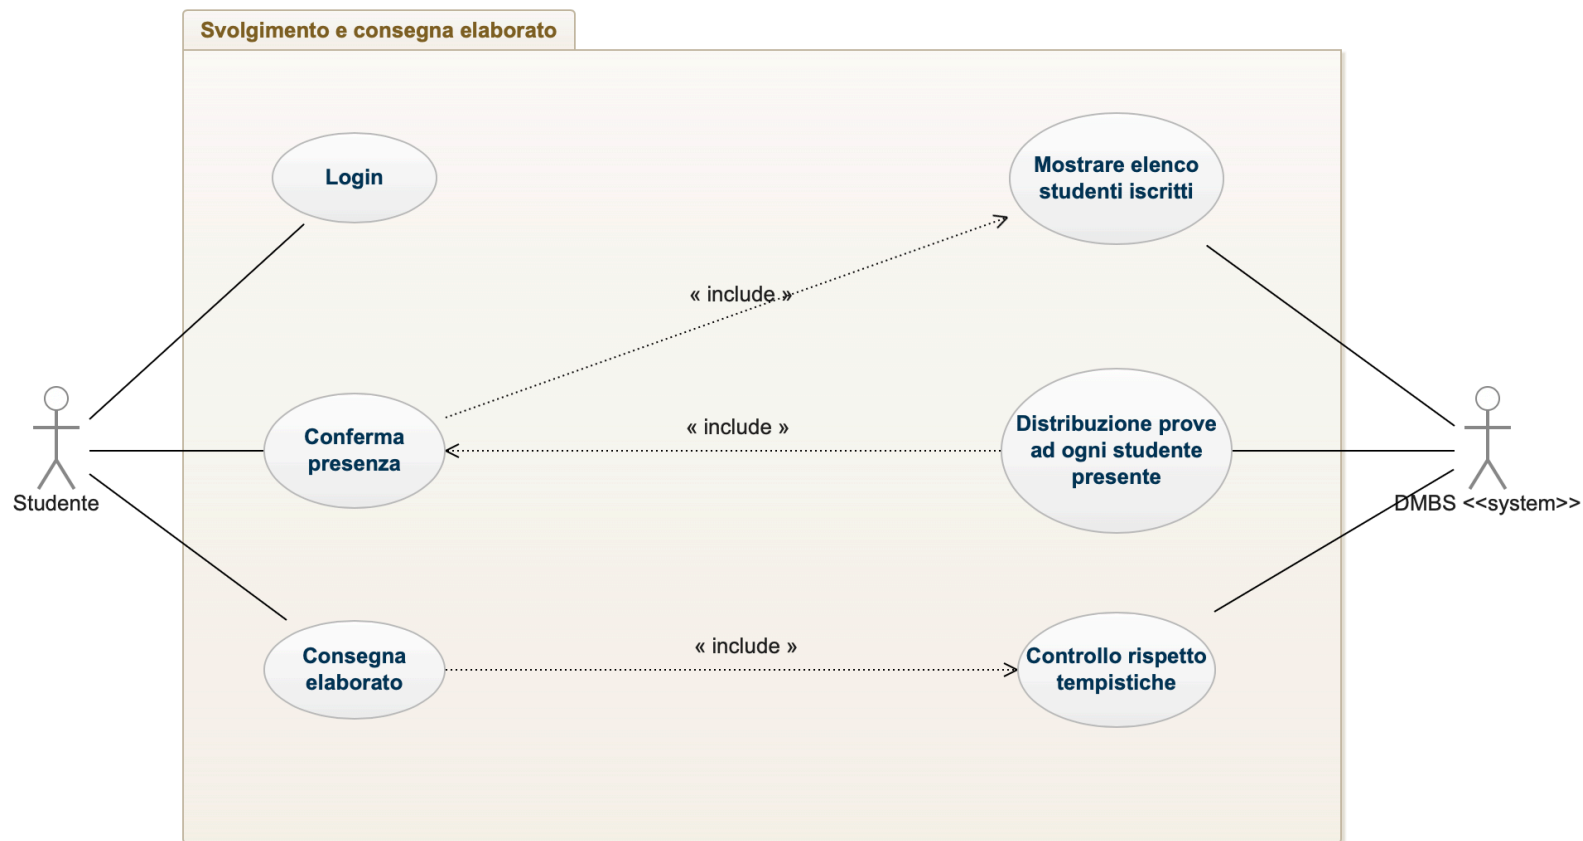 Svolgimento e consegna elaborato
Login
Mostrare elenco
studenti iscritti
« include »
Conferma
presenza
« include »
Distribuzione prove
ad ogni studente
presente
Studente
DMBS <<system>>
Consegna
elaborato
« include »
Controllo rispetto
tempistiche